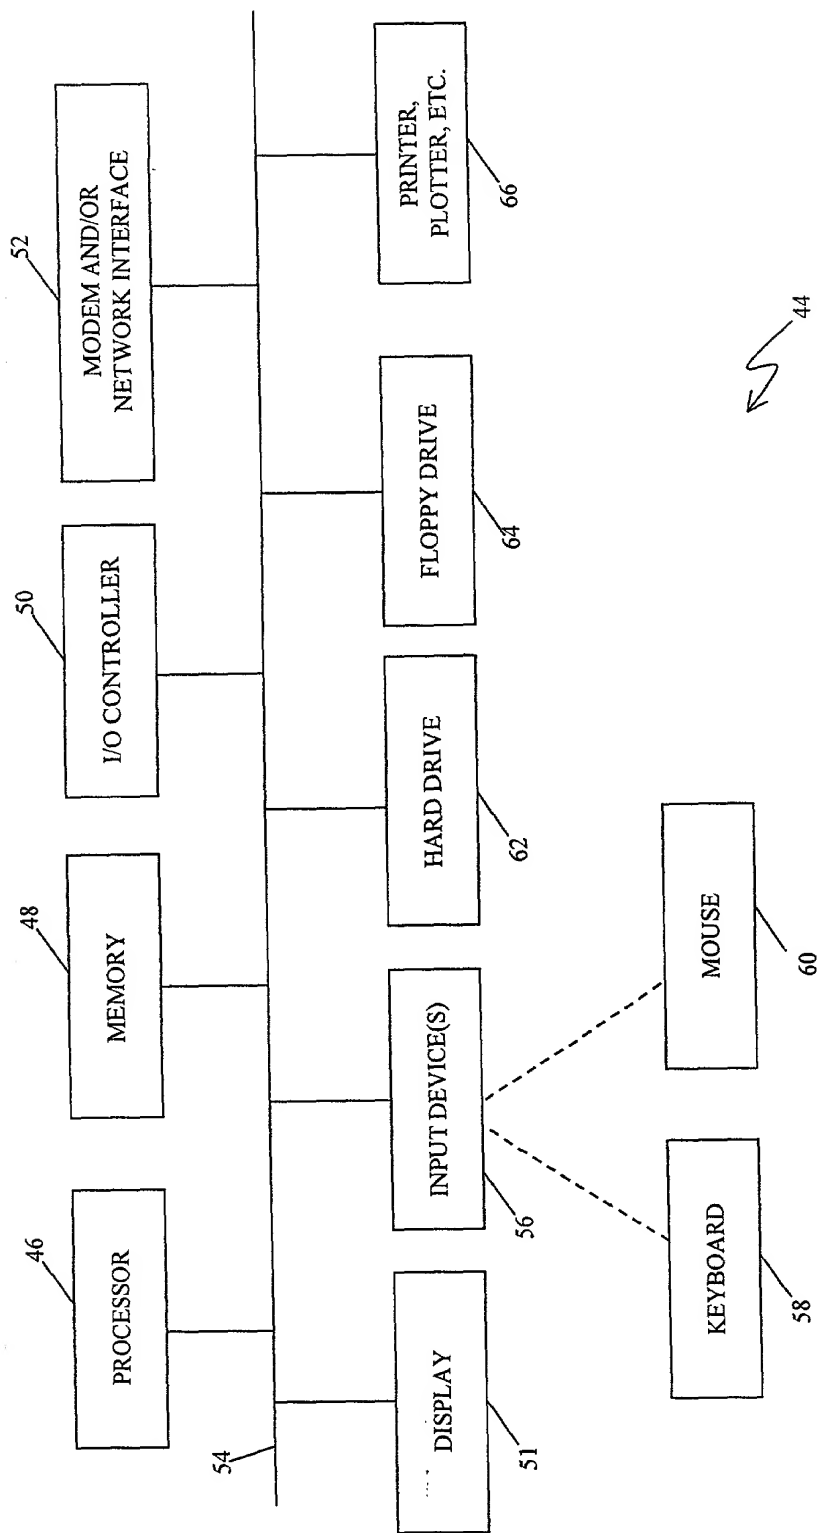 46
PROCESSOR
48
MEMORY
50
I/O CONTROLLER
52
MODEM AND/OR
NETWORK INTERFACE
54
DISPLAY
51
INPUT DEVICE(S)
56
HARD DRIVE
62
FLOPPY DRIVE
64
PRINTER,
PLOTTER, ETC.
66
KEYBOARD
58
MOUSE
60
44